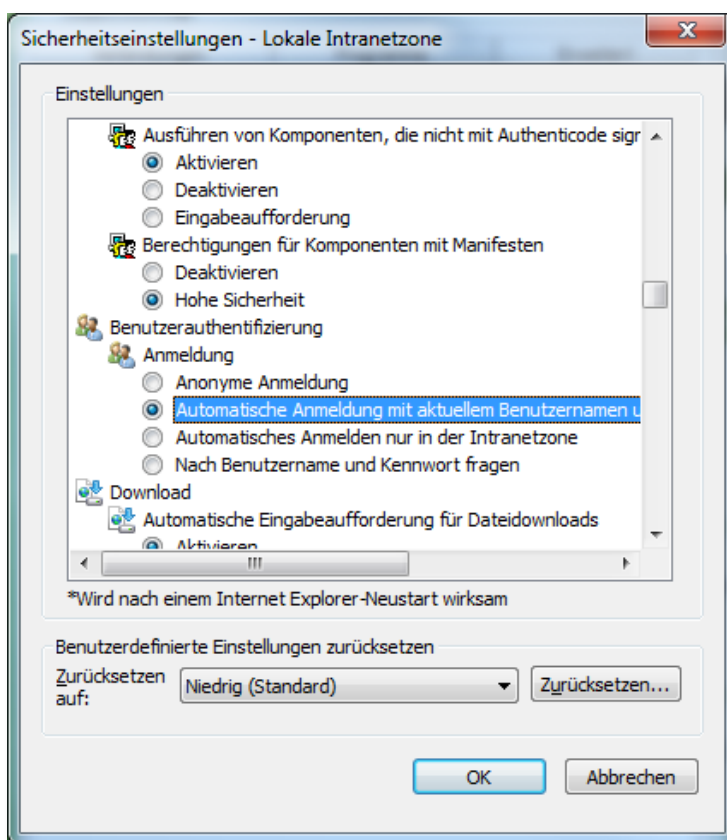 Sicherheitseinstellungen - Lokale Intranetzone
Einstellungen
Ausführen von Komponenten, die nicht mit Authenticode sigr
Aktivieren
Deaktivieren
Eingabeaufforderung
Berechtigungen für Komponenten mit Manifesten
Deaktivieren
Hohe Sicherheit
Benutzerauthentifizierung
Anmeldung
Anonyme Anmeldung
Automatische Anmeldung mit aktuellem Benutzernamen u
Automatisches Anmelden nur in der Intranetzone
Nach Benutzername und Kennwort fragen
Download
Automatische Eingabeaufforderung für Dateidownloads
Aktivieren
*Wird nach einem Internet Explorer-Neustart wirksam
Benutzerdefinierte Einstellungen zurücksetzen
Zurücksetzen auf:
Niedrig (Standard)
Zurücksetzen...
OK
Abbrechen